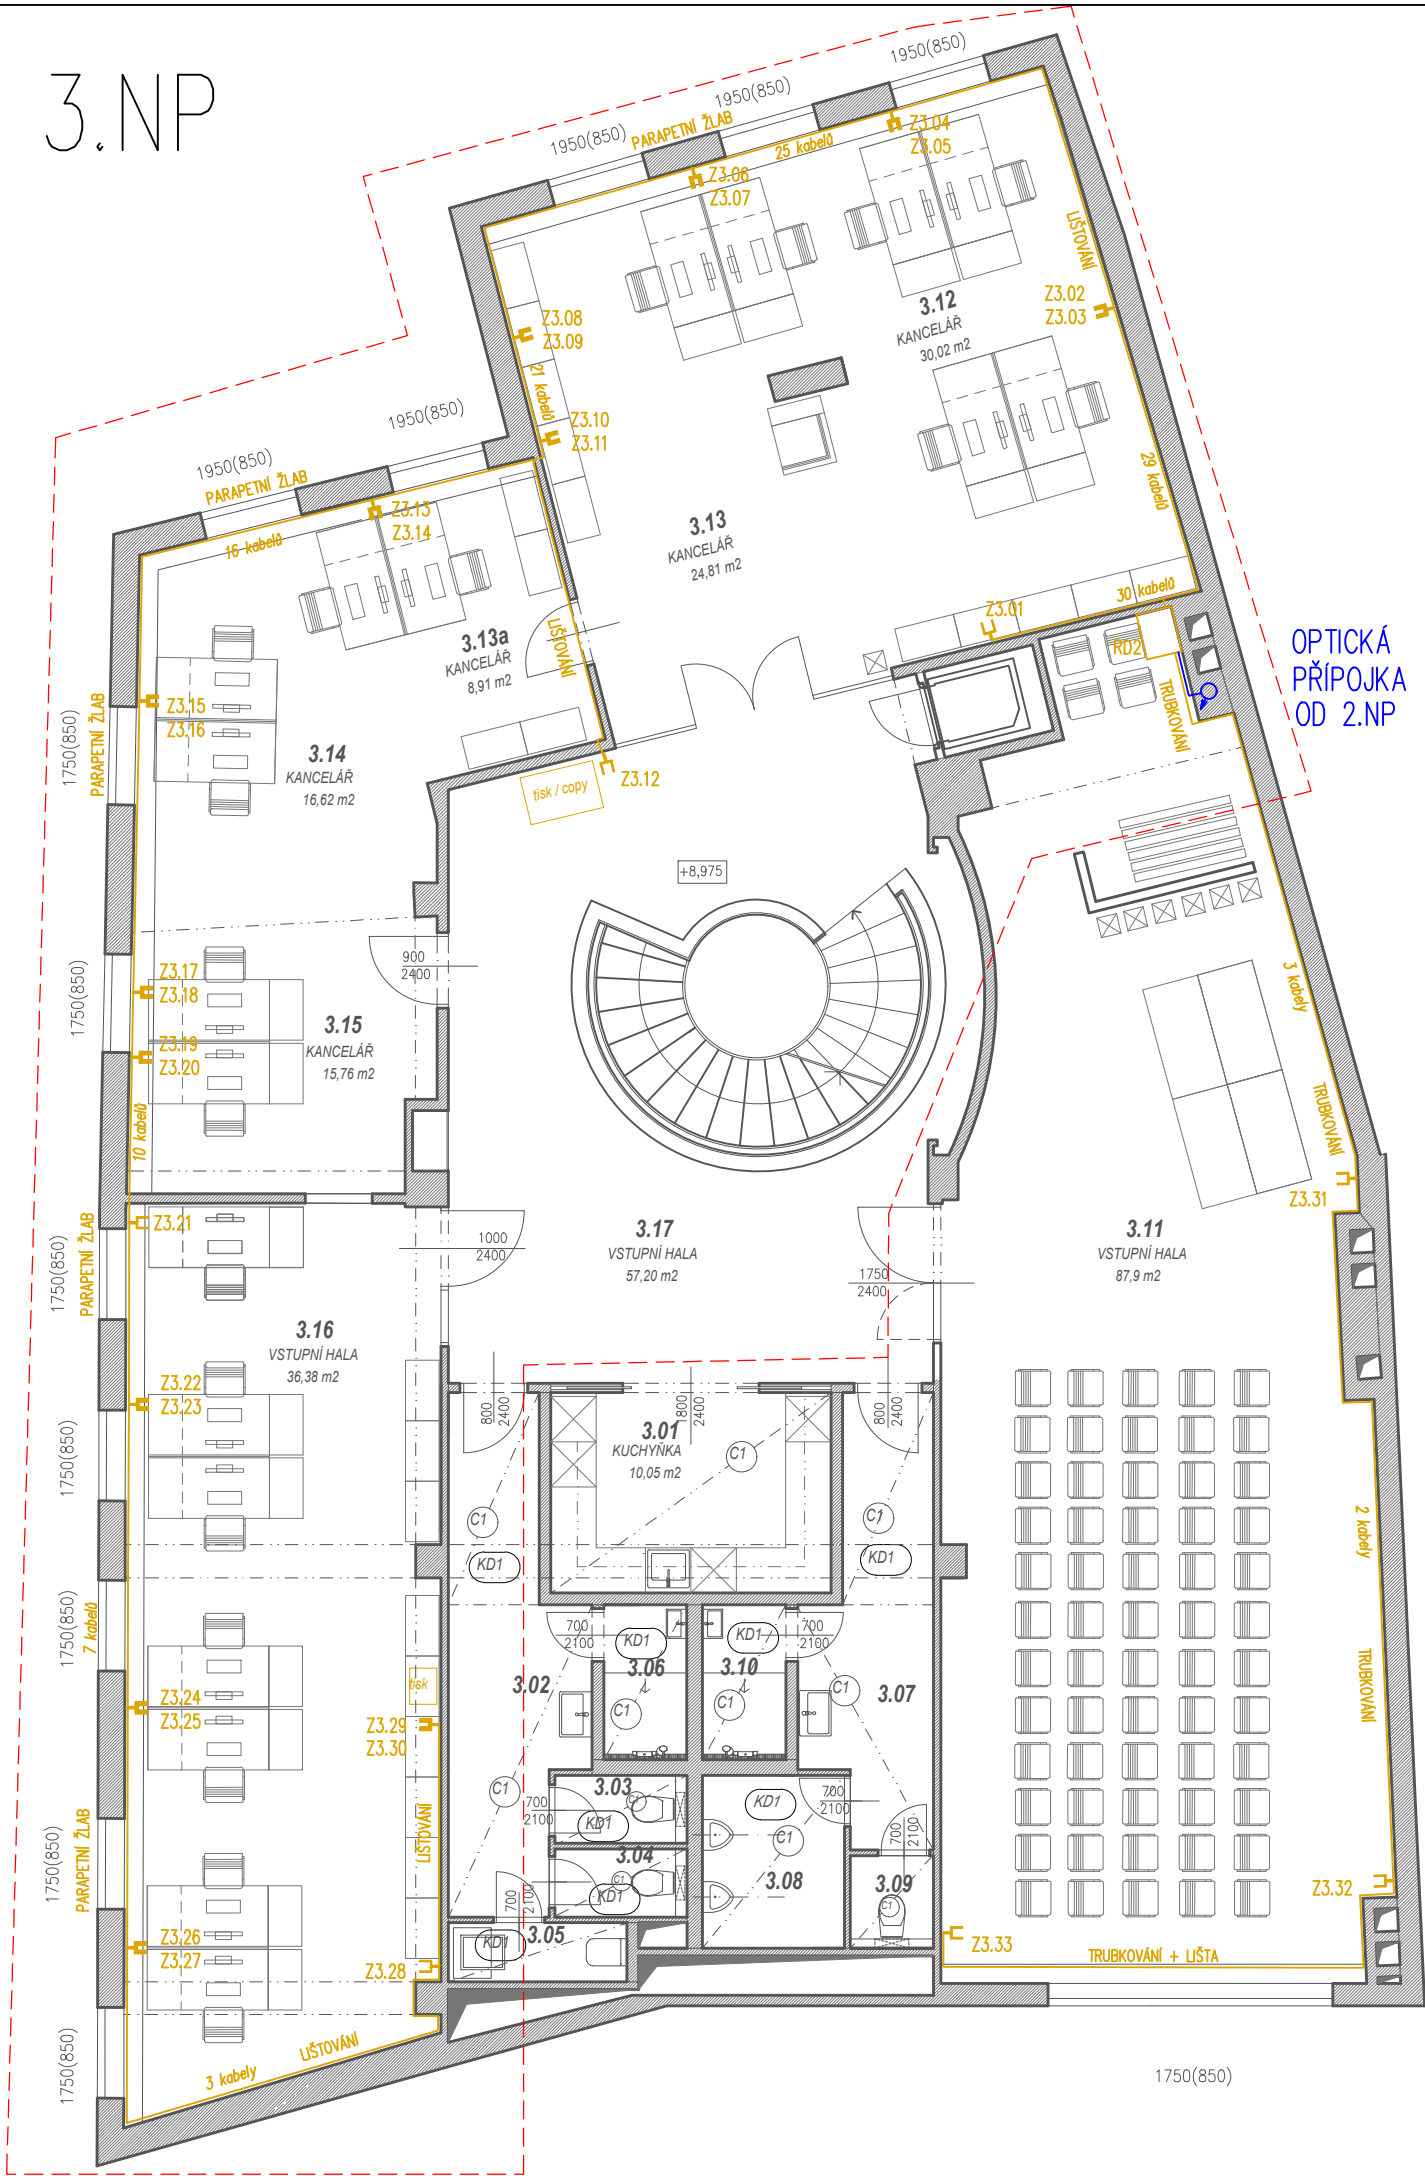 3.NP
1950(850)
1950(850)
1950(850)
PARAPETNÍ ŽLAB
25 kabelů
Z3.04
Z3.05
Z3.06
Z3.07
LIŠTOVÁNÍ
Z3.02
Z3.03
3.12
KANCELÁŘ
30,02 m2
Z3.08
Z3.09
21 kabelů
Z3.10
Z3.11
1950(850)
1950(850)
PARAPETNÍ ŽLAB
16 kabelů
Z3.13
Z3.14
29 kabelů
3.13
KANCELÁŘ
24,81 m2
30 kabelů
Z3.01
RD2
TRUBKOVÁNÍ
OPTICKÁ
PŘÍPOJKA
OD 2.NP
3.13a
KANCELÁŘ
8,91 m2
LIŠTOVÁNÍ
Z3.12
tisk / copy
1750(850)
PARAPETNÍ ŽLAB
Z3.15
Z3.16
3.14
KANCELÁŘ
16,62 m2
+8,975
900
2400
1750(850)
Z3.17
Z3.18
Z3.19
Z3.20
3.15
KANCELÁŘ
15,76 m2
10 kabelů
3 kabely
TRUBKOVÁNÍ
Z3.31
1750(850)
PARAPETNÍ ŽLAB
Z3.21
1000
2400
3.17
VSTUPNÍ HALA
57,20 m2
1750
2400
3.11
VSTUPNÍ HALA
87,9 m2
3.16
VSTUPNÍ HALA
36,38 m2
Z3.22
Z3.23
1750(850)
800
2400
3.01
KUCHYŇKA
10,05 m2
C1
1800
2400
800
2400
C1
KD1
C1
KD1
2 kabely
1750(850)
7 kabelů
700
2100
KD1
3.06
C1
KD1
3.10
C1
700
2100
3.02
C1
3.07
TRUBKOVÁNÍ
tisk
Z3.24
Z3.25
Z3.29
Z3.30
C1
3.03
C1
KD1
700
2100
KD1
C1
700
2100
700
2100
1750(850)
PARAPETNÍ ŽLAB
LIŠTOVÁNÍ
3.04
C1
KD1
3.08
3.09
C1
700
2100
3.05
KD1
Z3.26
Z3.27
Z3.28
Z3.32
Z3.33
TRUBKOVÁNÍ + LIŠTA
1750(850)
3 kabely
LIŠTOVÁNÍ
1750(850)